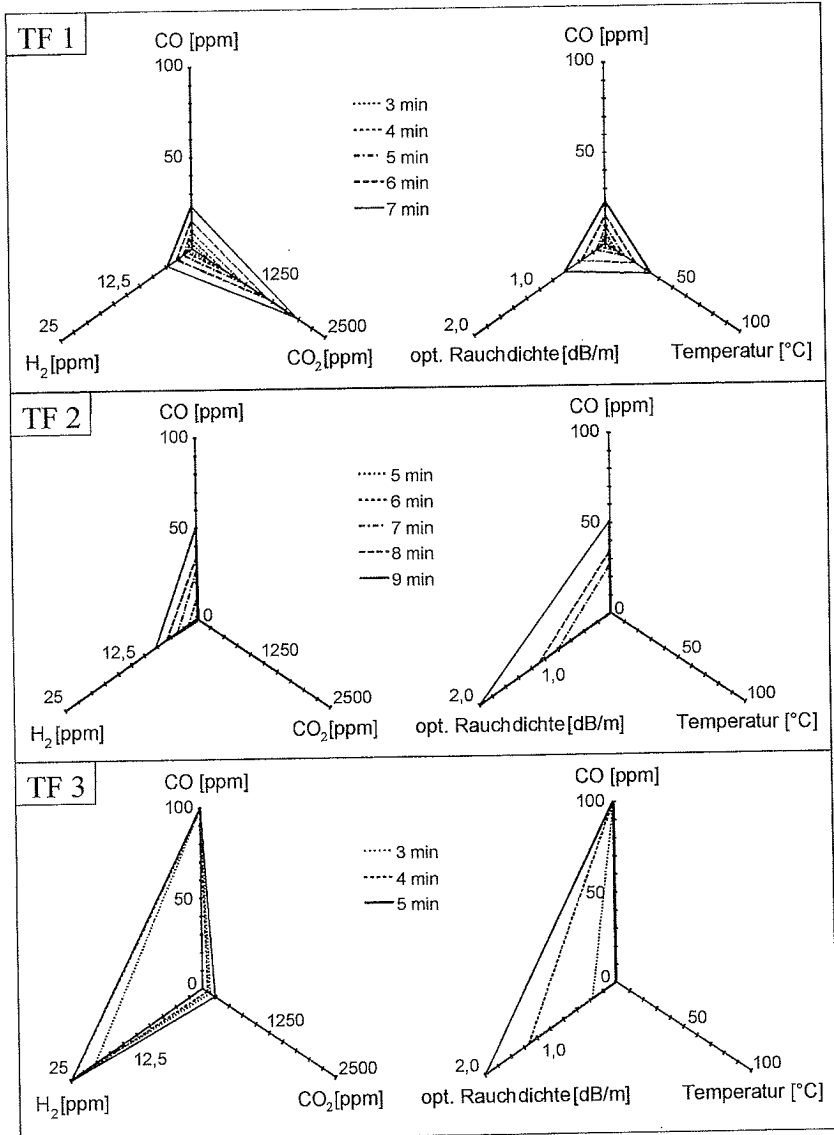 TF 1
CO [ppm]
100
50
12,5
1250
25
2500
H₂[ppm]
CO₂[ppm]
3 min
4 min
5 min
6 min
7 min
CO [ppm]
100
50
1,0
50
2,0
100
opt. Rauchdichte[dB/m]
Temperatur [°C]
TF 2
CO [ppm]
100
50
0
12,5
1250
25
2500
H₂[ppm]
CO₂[ppm]
5 min
6 min
7 min
8 min
9 min
CO [ppm]
100
50
0
1,0
50
2,0
100
opt. Rauchdichte[dB/m]
Temperatur [°C]
TF 3
CO [ppm]
100
50
0
12,5
1250
25
2500
H₂[ppm]
CO₂[ppm]
3 min
4 min
5 min
CO [ppm]
100
50
0
1,0
50
2,0
100
opt. Rauchdichte[dB/m]
Temperatur [°C]